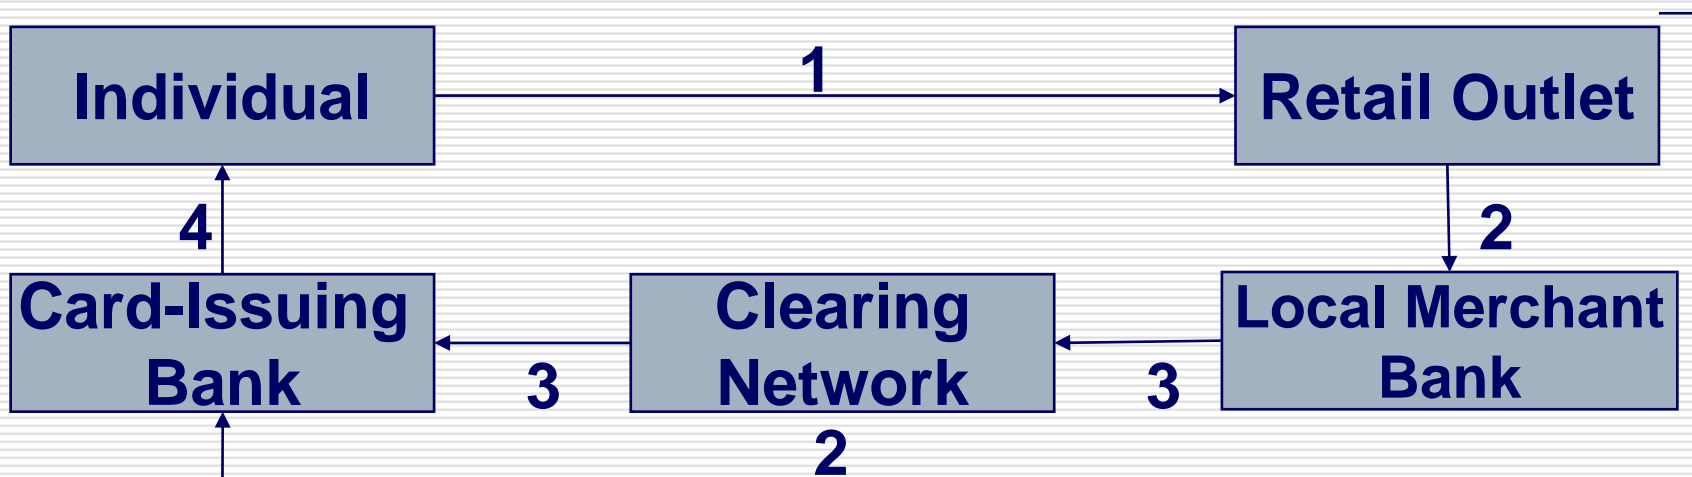 Individual
1
Retail Outlet
4
2
Card-Issuing
Bank
3
Clearing
Network
3
Local Merchant
Bank
2